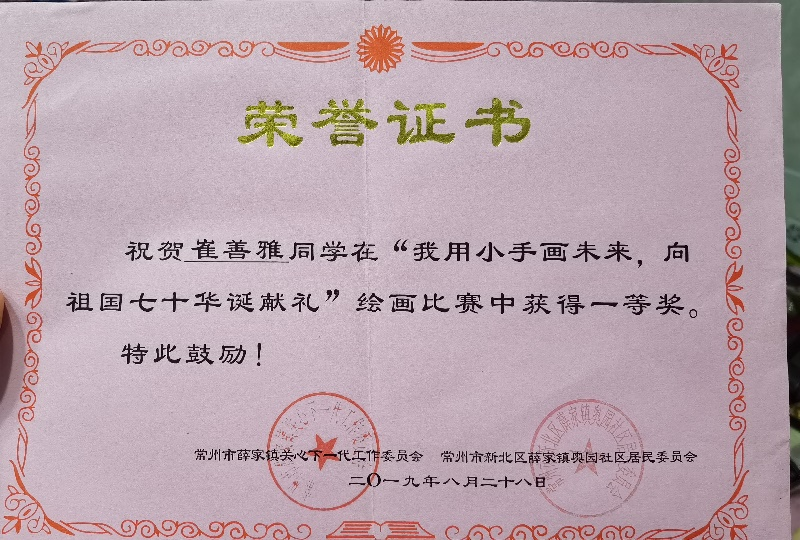 荣誉证书
祝贺崔善雅同学在“我用小手画未来，向
祖国七十华诞献礼”绘画比赛中获得一等奖。
特此鼓励！
常州市薛家镇关心下一代工作委员会 常州市新北区薛家镇奥园社区居民委员会
二〇一九年八月二十八日